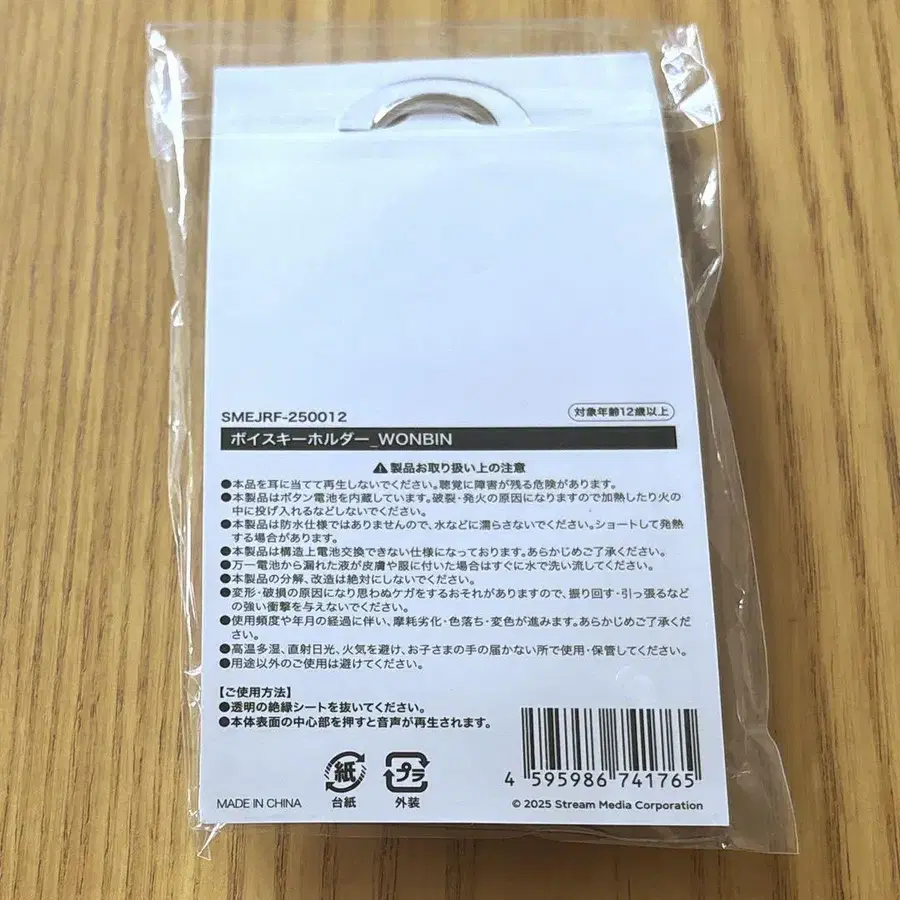 SMEJRF-250012
対象年齢12歳以上
ボイスキーホルダー_WONBIN
⚠製品お取り扱い上の注意
●本品を耳に当てて再生しないでください。聴覚に障害が残る危険があります。
●本製品はボタン電池を内蔵しています。破裂・発火の原因になりますので加熱したり火の
中に投げ入れるなどしないでください。
●本製品は防水仕様ではありませんので、水などに濡らさないでください。ショートして発熱
する場合があります。
●本製品は構造上電池交換できない仕様になっております。あらかじめご了承ください。
●万一電池から漏れた液が皮膚や服に付いた場合はすぐに水で洗い流してください。
●本製品の分解、改造は絶対にしないでください。
●変形・破損の原因になり思わぬケガをするおそれがありますので、振り回す・引っ張るなど
の強い衝撃を与えないでください。
●使用頻度や年月の経過に伴い、摩耗劣化・色落ち・変色が進みます。あらかじめご了承くだ
さい。
●高温多湿、直射日光、火気を避け、お子さまの手の届かない所で使用・保管してください。
●用途以外のご使用は避けてください。
【ご使用方法】
●透明の絶縁シートを抜いてください。
●本体表面の中心部を押すと音声が再生されます。
紙
台紙
プラ
外装
4 595986 741765
MADE IN CHINA
© 2025 Stream Media Corporation